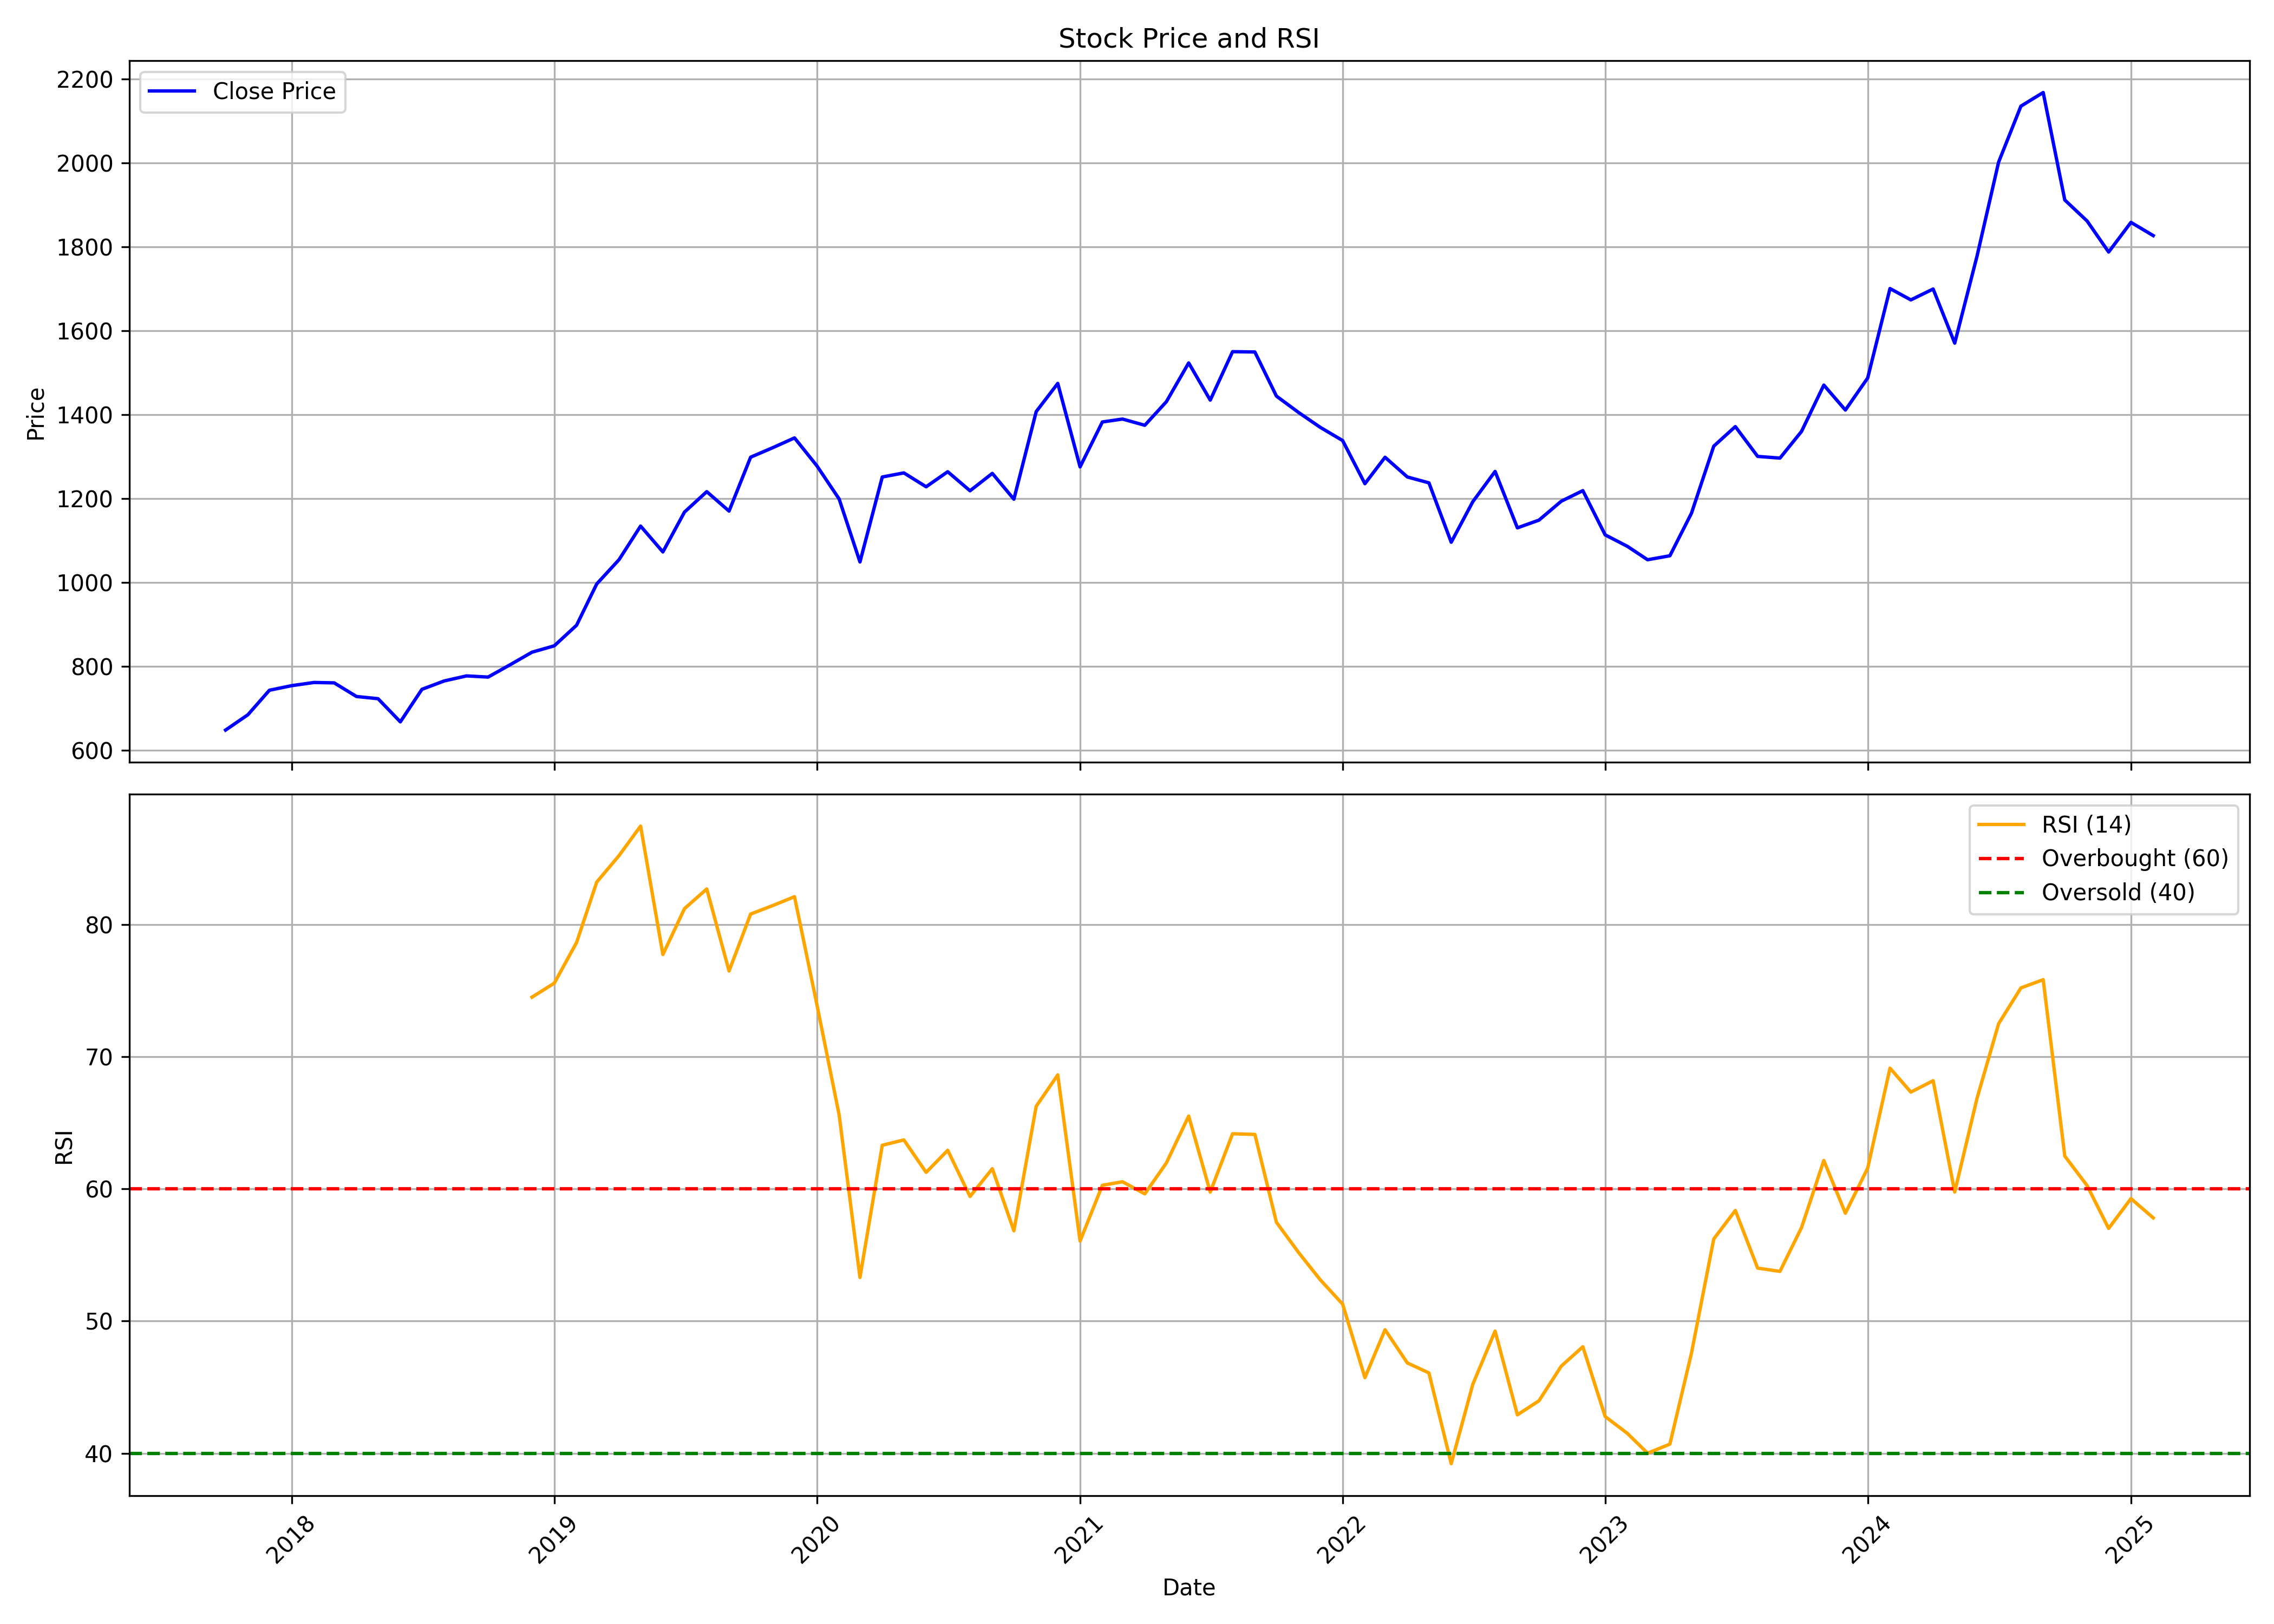 Stock Price and RSI
Close Price
2200
2000
1800
1600
1400
1200
1000
800
600
Price
RSI (14)
Overbought (60)
Oversold (40)
80
70
60
50
40
RSI
2018
2019
2020
2021
2022
2023
2024
2025
Date